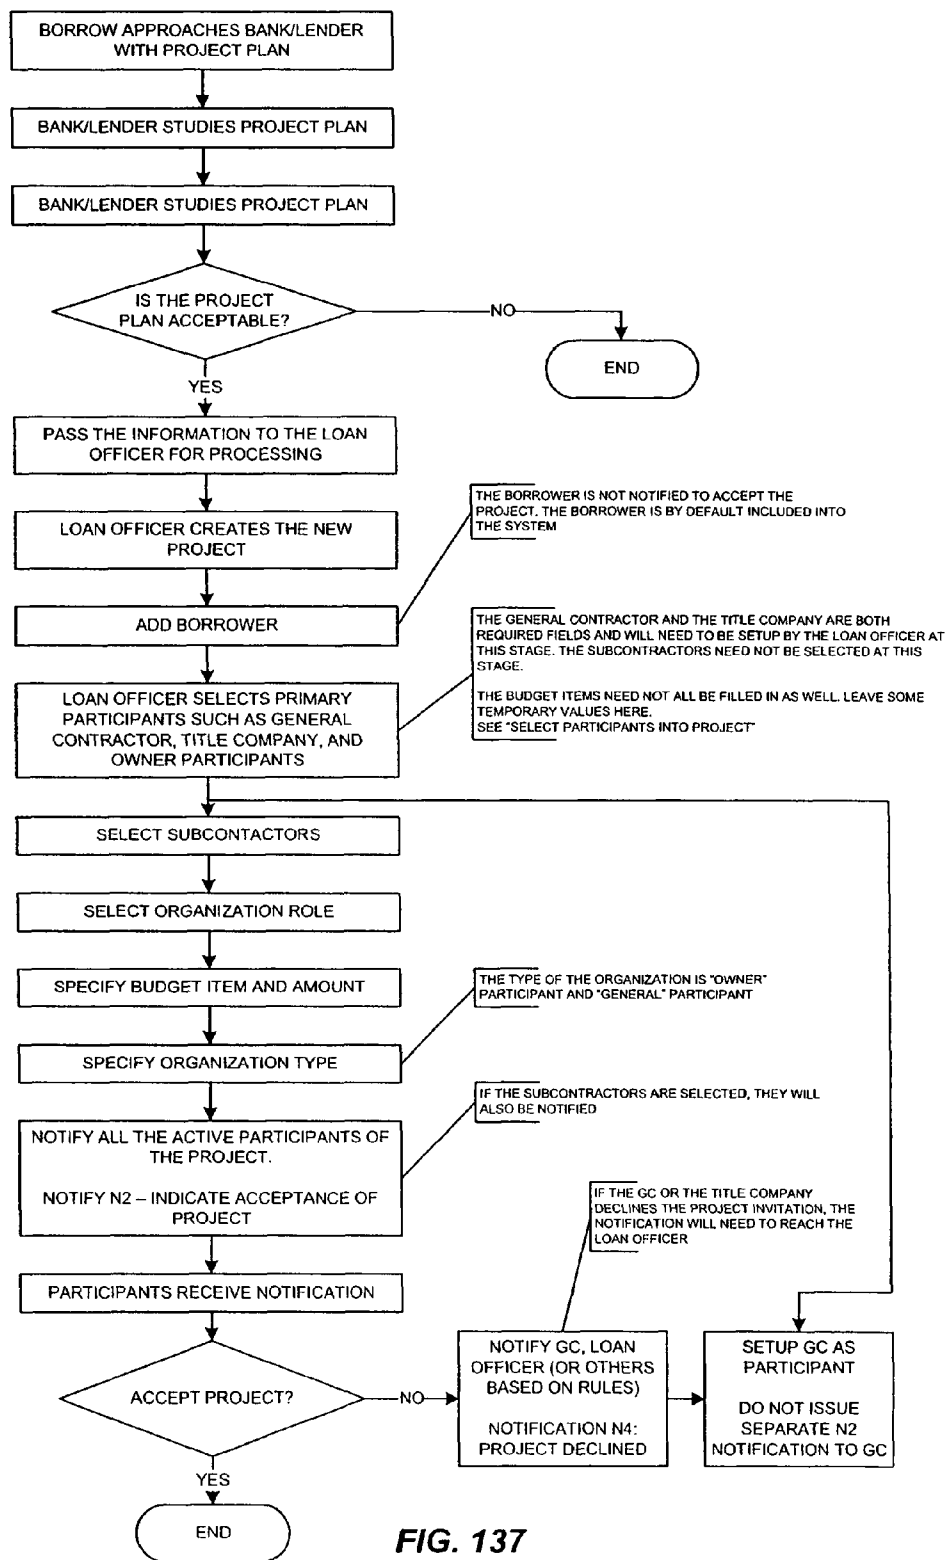 BORROW APPROACHES BANK/LENDER
WITH PROJECT PLAN
BANK/LENDER STUDIES PROJECT PLAN
BANK/LENDER STUDIES PROJECT PLAN
IS THE PROJECT
PLAN ACCEPTABLE?
NO
END
YES
PASS THE INFORMATION TO THE LOAN
OFFICER FOR PROCESSING
LOAN OFFICER CREATES THE NEW
PROJECT
THE BORROWER IS NOT NOTIFIED TO ACCEPT THE
PROJECT. THE BORROWER IS BY DEFAULT INCLUDED INTO
THE SYSTEM
ADD BORROWER
THE GENERAL CONTRACTOR AND THE TITLE COMPANY ARE BOTH
REQUIRED FIELDS AND WILL NEED TO BE SETUP BY THE LOAN OFFICER AT
THIS STAGE. THE SUBCONTRACTORS NEED NOT BE SELECTED AT THIS
STAGE.
THE BUDGET ITEMS NEED NOT ALL BE FILLED IN AS WELL. LEAVE SOME
TEMPORARY VALUES HERE.
SEE "SELECT PARTICIPANTS INTO PROJECT"
LOAN OFFICER SELECTS PRIMARY
PARTICIPANTS SUCH AS GENERAL
CONTRACTOR, TITLE COMPANY, AND
OWNER PARTICIPANTS
SELECT SUBCONTACTORS
SELECT ORGANIZATION ROLE
SPECIFY BUDGET ITEM AND AMOUNT
THE TYPE OF THE ORGANIZATION IS "OWNER"
PARTICIPANT AND "GENERAL" PARTICIPANT
SPECIFY ORGANIZATION TYPE
IF THE SUBCONTRACTORS ARE SELECTED, THEY WILL
ALSO BE NOTIFIED
NOTIFY ALL THE ACTIVE PARTICIPANTS OF
THE PROJECT.
NOTIFY N2 – INDICATE ACCEPTANCE OF
PROJECT
IF THE GC OR THE TITLE COMPANY
DECLINES THE PROJECT INVITATION, THE
NOTIFICATION WILL NEED TO REACH THE
LOAN OFFICER
PARTICIPANTS RECEIVE NOTIFICATION
ACCEPT PROJECT?
NO
NOTIFY GC, LOAN
OFFICER (OR OTHERS
BASED ON RULES)
NOTIFICATION N4:
PROJECT DECLINED
SETUP GC AS
PARTICIPANT
DO NOT ISSUE
SEPARATE N2
NOTIFICATION TO GC
YES
END
FIG. 137